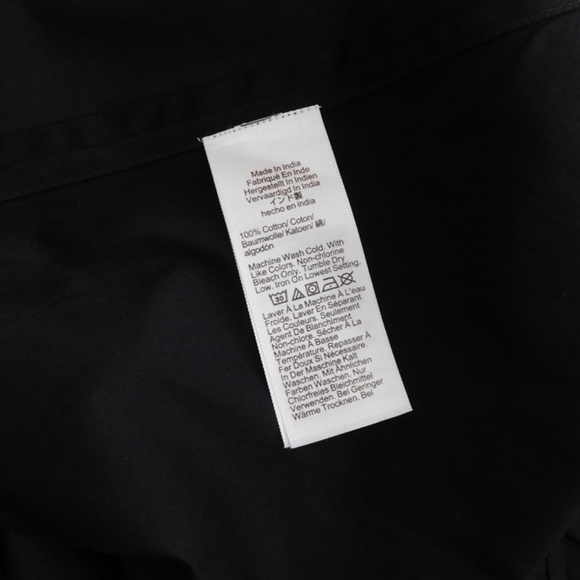 Made In India
Fabriqué En Inde
Hergestellt In Indien
Vervaardigd In India
インド製
hecho en india
100% Cotton/ Coton/
Baumwolle/ Katoen/ 綿/
algodón
Machine Wash Cold. With
Like Colors. Non-chlorine
Bleach Only. Tumble Dry
Low. Iron On Lowest Setting.
30
Laver À La Machine À L'eau
Froide. Laver En Séparant
Les Couleurs. Seulement
Agent De Blanchiment
Non-chlore. Sécher À La
Machine À Basse
Température. Repasser À
Fer Doux Si Nécessaire.
In Der Maschine Kalt
Waschen. Mit Ähnlichen
Farben Waschen. Nur
Chlorfreies Bleichmittel
Verwenden. Bei Geringer
Wärme Trocknen. Bei